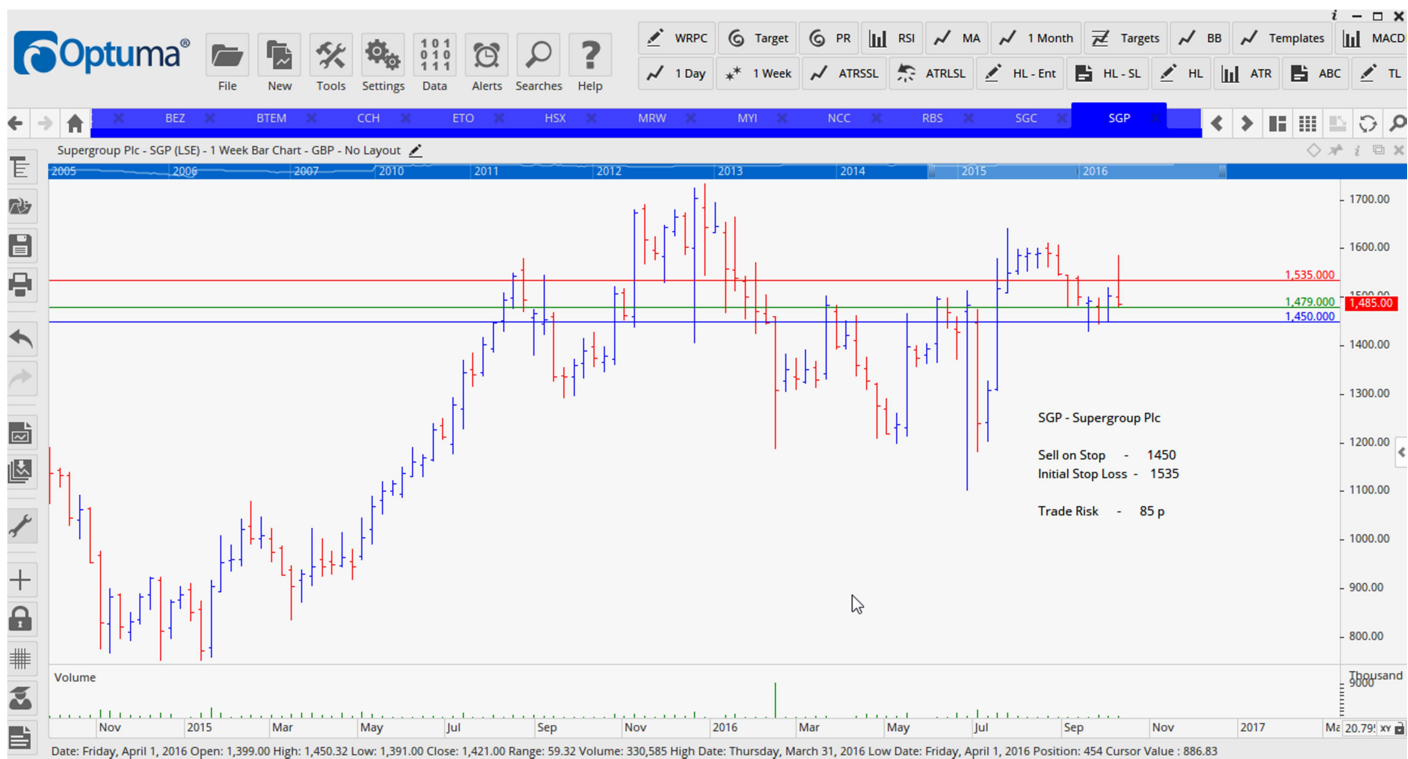 Optuma®
File
New
Tools
Settings
101
010
111
Data
Alerts
Searches
Help
WRPC Target PR RSI MA 1 Month Targets BB Templates MACD
1 Day 1 Week ATRSSL ATRLSL HL - Ent HL - SL HL ATR ABC TL
BEZ BTEM CCH ETO HSX MRW MYI NCC RBS SGC SGP
Supergroup Plc - SGP (LSE) - 1 Week Bar Chart - GBP - No Layout
2005 2006 2007 2010 2011 2012 2013 2014 2015 2016
1700.00
1600.00
1,535.000
1500.00
1,479.000
1,485.00
1,450.000
1400.00
1300.00
1200.00
1100.00
1000.00
900.00
800.00
SGP - Supergroup Plc
Sell on Stop - 1450
Initial Stop Loss - 1535
Trade Risk - 85 p
Volume
Thousand
9000
Nov 2015 Mar May Jul Sep Nov 2016 Mar May Jul Sep Nov 2017 Ma
20.79 XY
Date: Friday, April 1, 2016 Open: 1,399.00 High: 1,450.32 Low: 1,391.00 Close: 1,421.00 Range: 59.32 Volume: 330,585 High Date: Thursday, March 31, 2016 Low Date: Friday, April 1, 2016 Position: 454 Cursor Value : 886.83